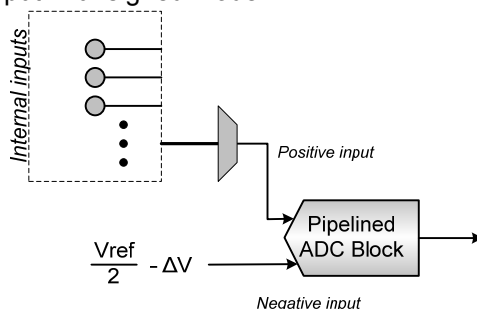 Internal inputs
Positive input
Pipelined
ADC Block
Vref
2
- ΔV
Negative input